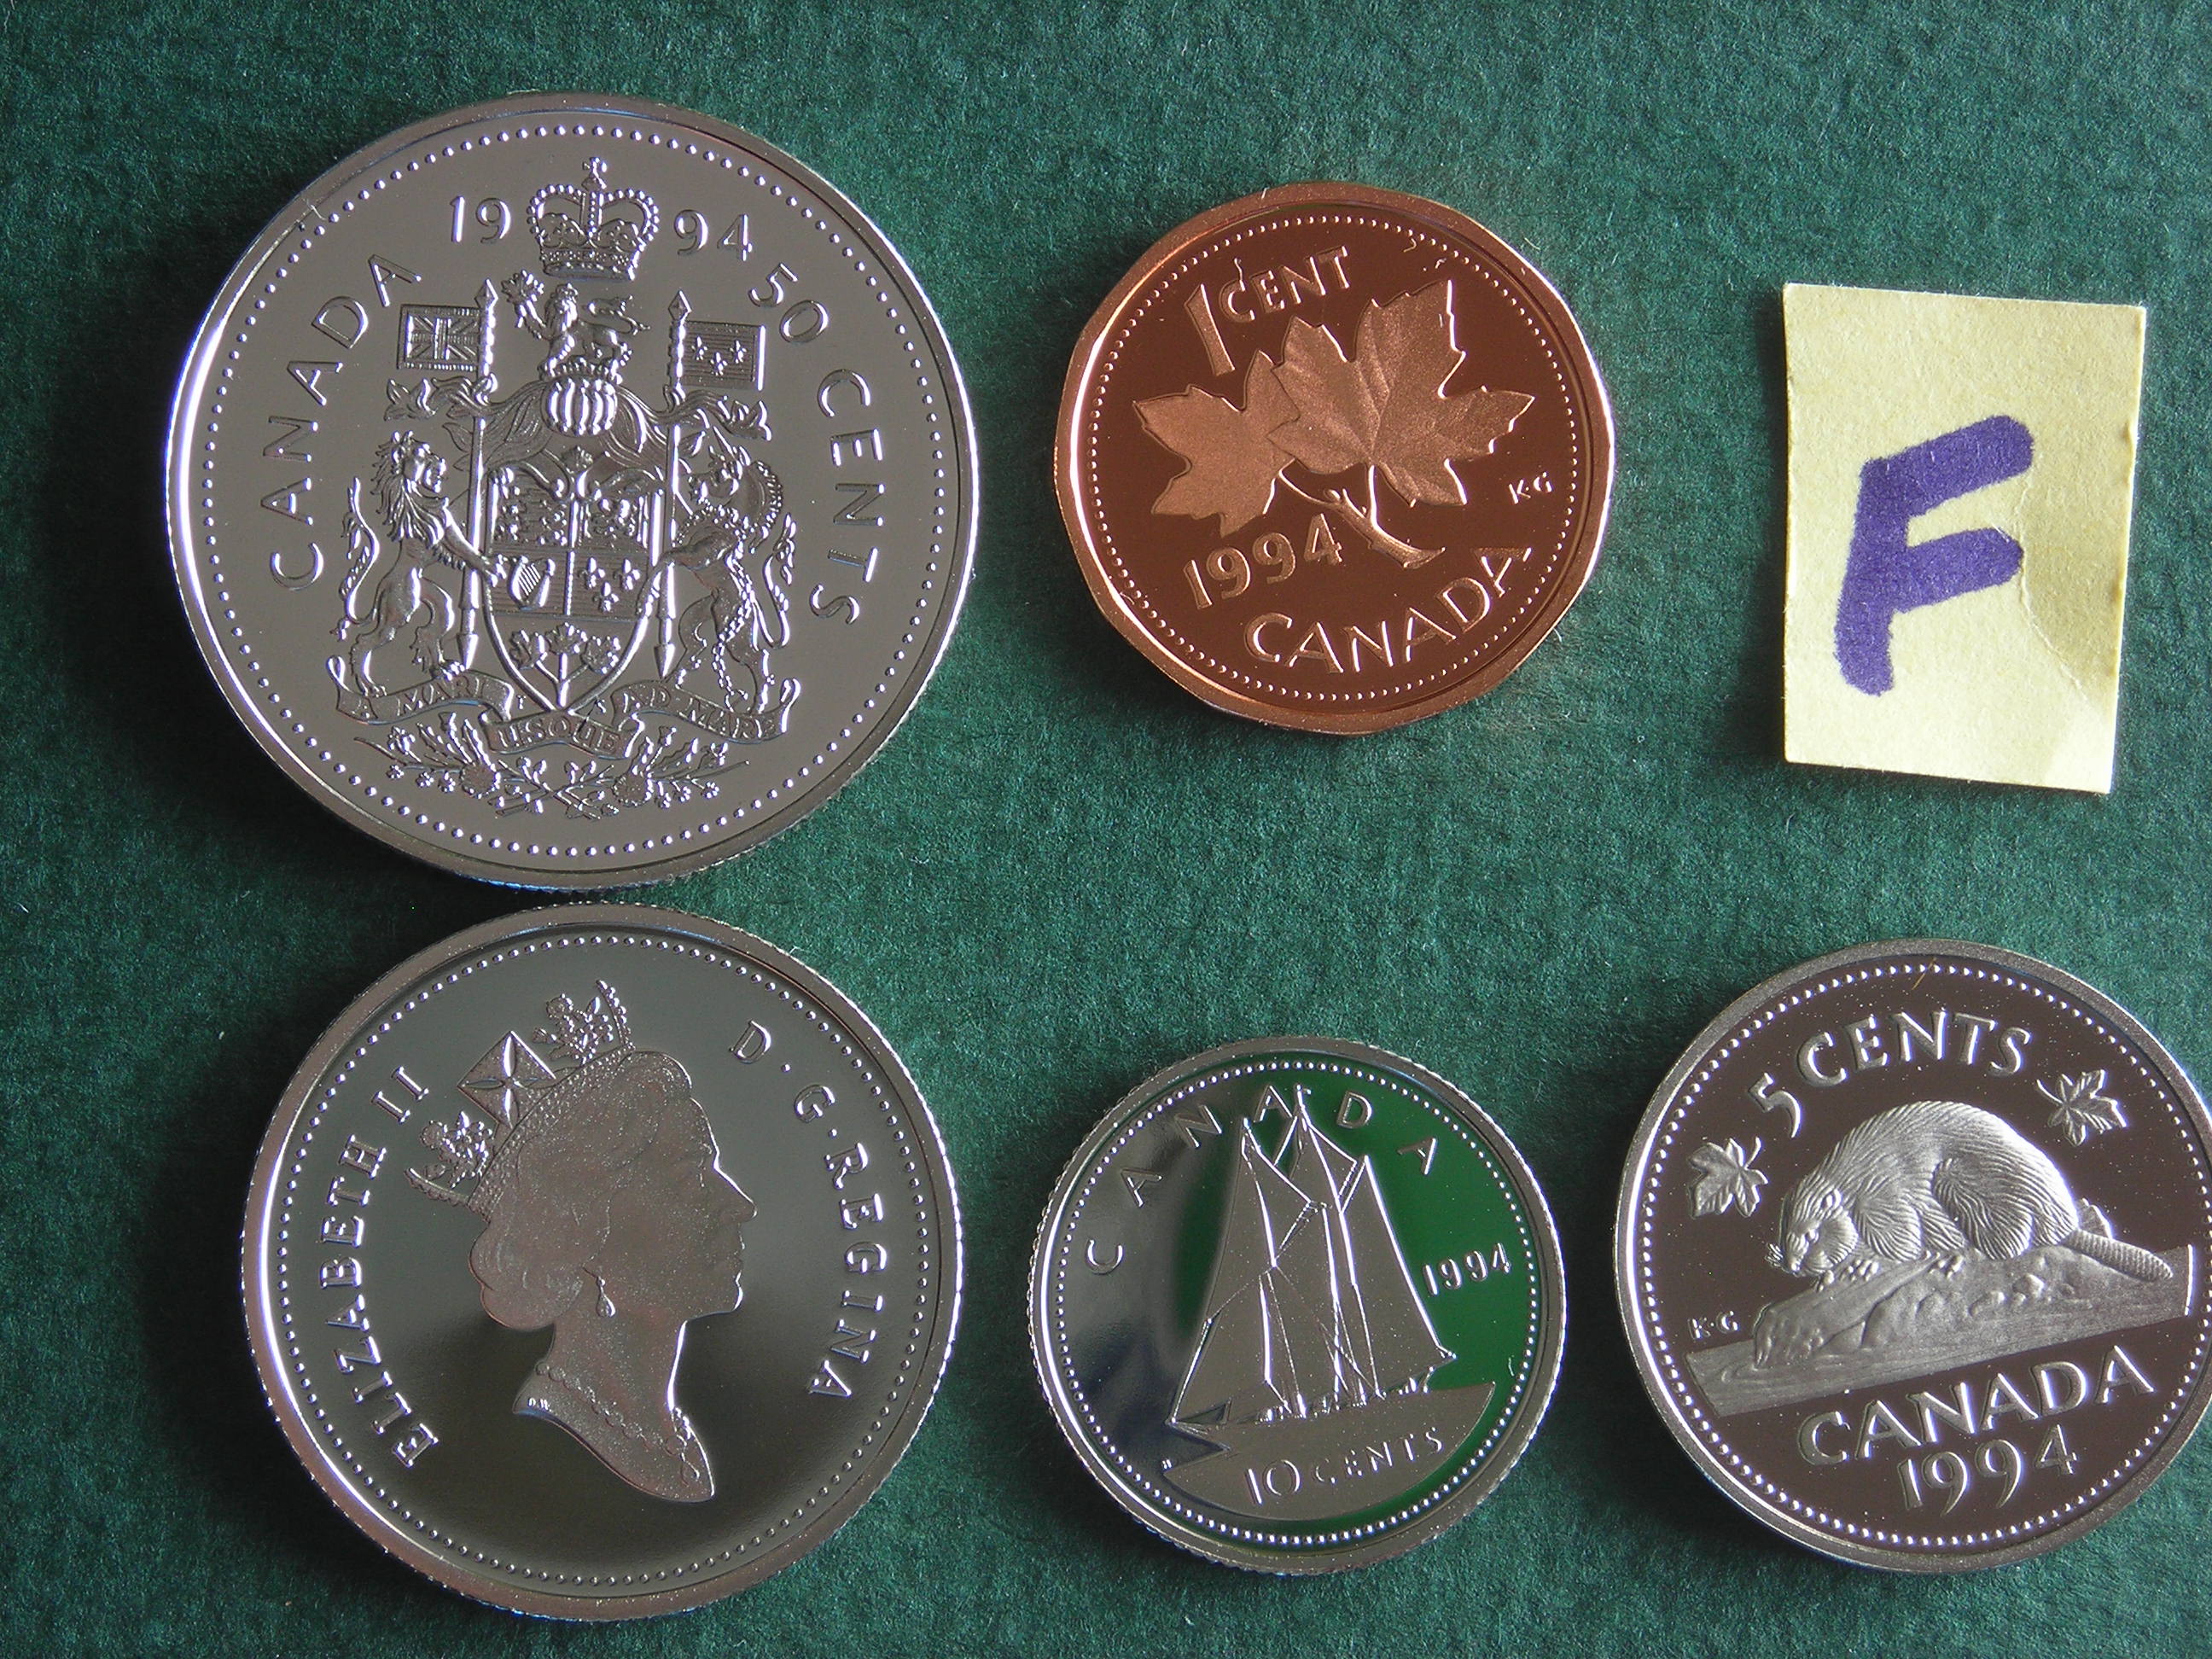 CANADA 1994 50 CENTS
A MARI USQUE AD MARE
1 CENT
KG
1994
CANADA
F
ELIZABETH II D·G·REGINA
CANADA
1994
10 CENTS
5 CENTS
KG
CANADA
1994